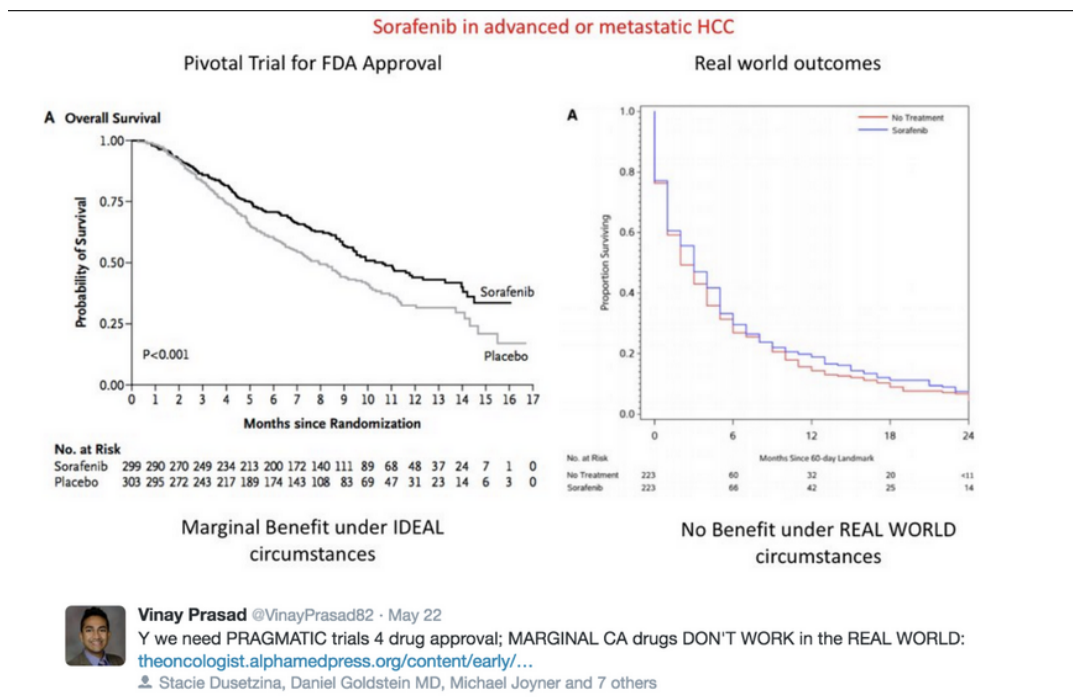 Sorafenib in advanced or metastatic HCC
Pivotal Trial for FDA Approval
Real world outcomes
A Overall Survival
1.00
0.75
0.50
0.25
0.00
Probability of Survival
Sorafenib
Placebo
P<0.001
0 1 2 3 4 5 6 7 8 9 10 11 12 13 14 15 16 17
Months since Randomization
No. at Risk
Sorafenib 299 290 270 249 234 213 200 172 140 111 89 68 48 37 24 7 1 0
Placebo 303 295 272 243 217 189 174 143 108 83 69 47 31 23 14 6 3 0
A
No Treatment
Sorafenib
1.0
0.8
0.6
0.4
0.2
0.0
Proportion Surviving
0 6 12 18 24
No. at Risk
Months Since 60-day Landmark
No Treatment 223 60 32 20 <11
Sorafenib 223 66 42 25 14
Marginal Benefit under IDEAL
circumstances
No Benefit under REAL WORLD
circumstances
Vinay Prasad @VinayPrasad82 · May 22
Y we need PRAGMATIC trials 4 drug approval; MARGINAL CA drugs DON'T WORK in the REAL WORLD:
theoncologist.alphamedpress.org/content/early/…
Stacie Dusetzina, Daniel Goldstein MD, Michael Joyner and 7 others